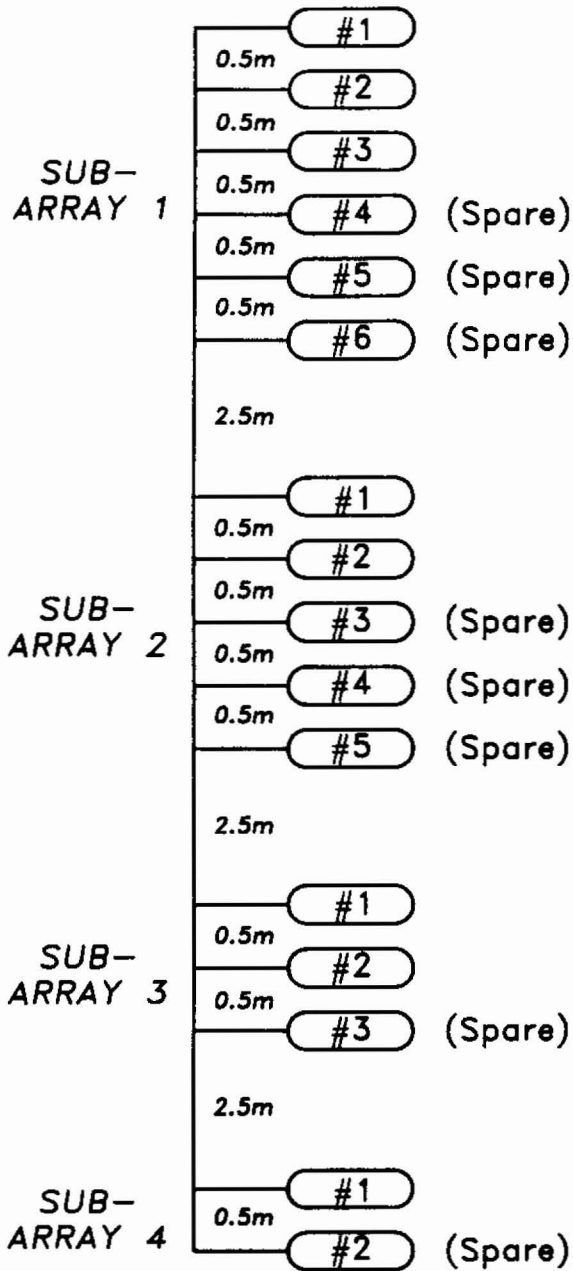 #1
0.5m
#2
0.5m
#3
SUB-
ARRAY 1
0.5m
#4 (Spare)
0.5m
#5 (Spare)
0.5m
#6 (Spare)
2.5m
#1
0.5m
#2
0.5m
SUB-
ARRAY 2
#3 (Spare)
0.5m
#4 (Spare)
0.5m
#5 (Spare)
2.5m
#1
0.5m
SUB-
ARRAY 3
#2
0.5m
#3 (Spare)
2.5m
#1
SUB-
ARRAY 4
0.5m
#2 (Spare)